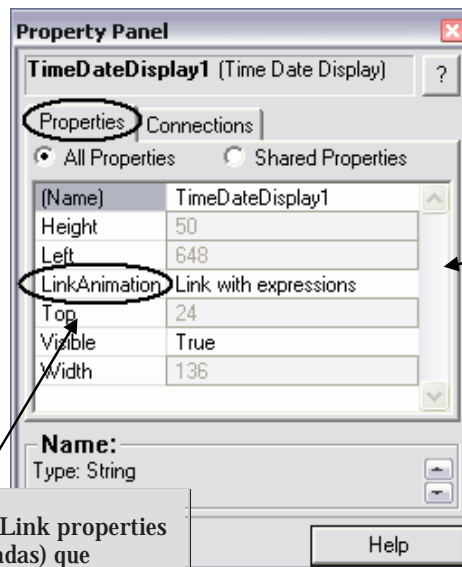 Property Panel
TimeDateDisplay1 (Time Date Display) ?
Properties Connections
All Properties Shared Properties
(Name) TimeDateDisplay1
Height 50
Left 648
LinkAnimation Link with expressions
Top 24
Visible True
Width 136
Name:
Type: String
Link properties
adas) que
Help